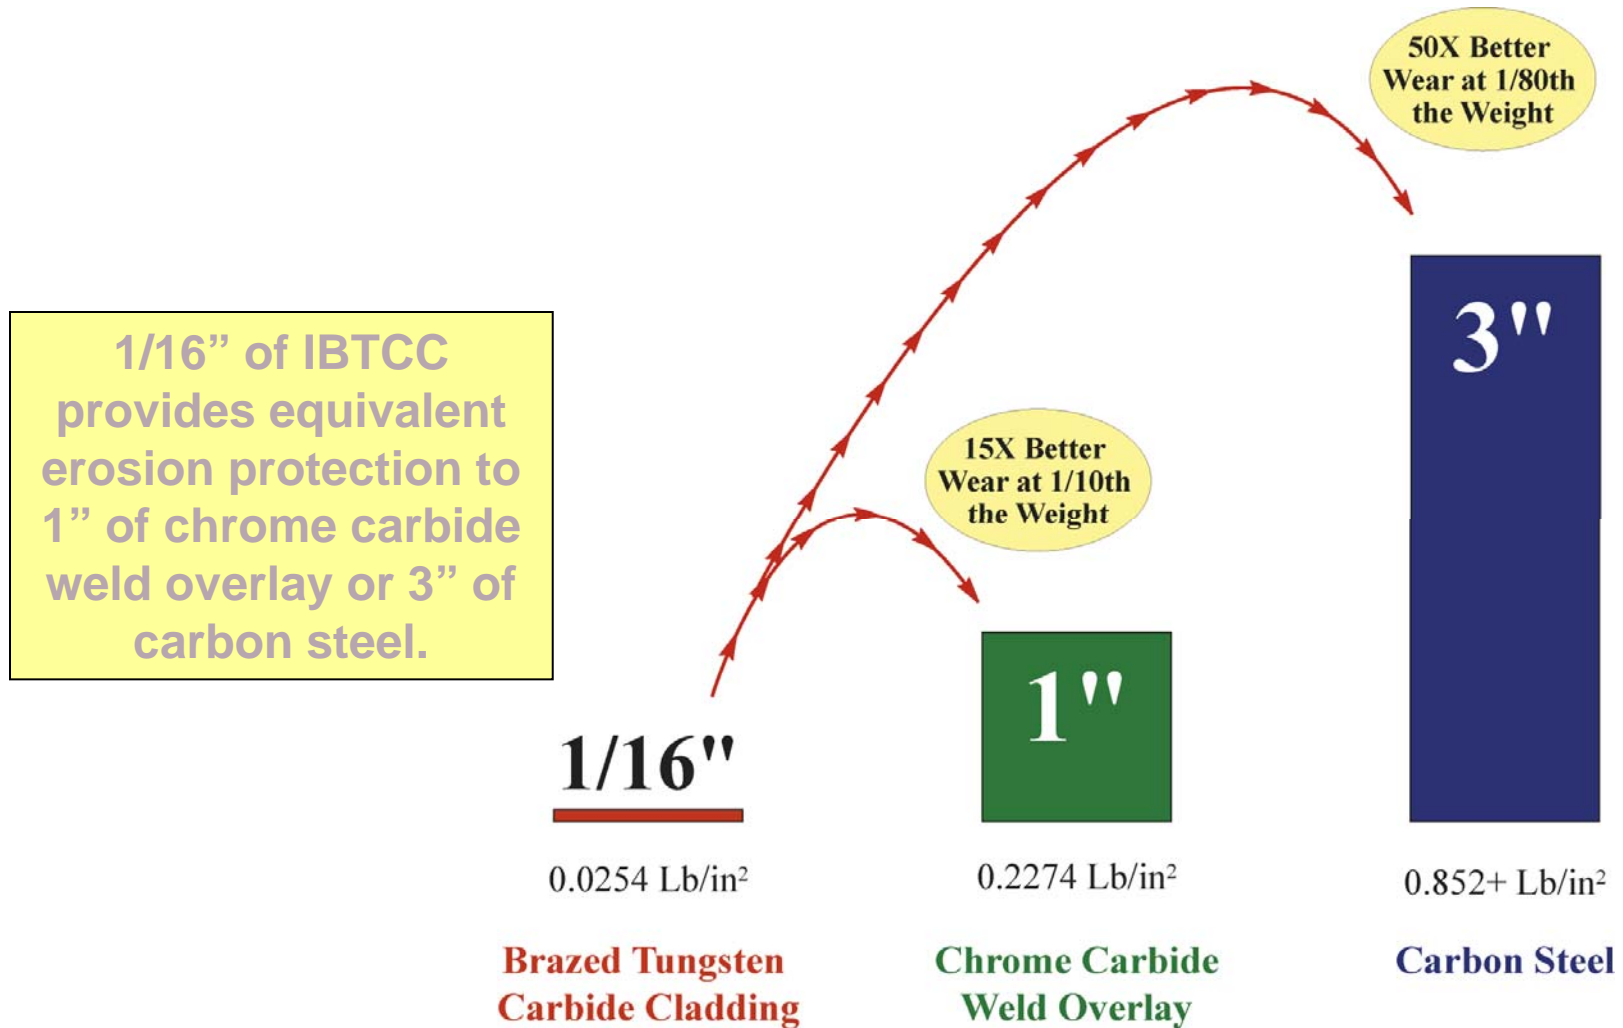 50X Better
Wear at 1/80th
the Weight
1/16” of IBTCC
provides equivalent
erosion protection to
1” of chrome carbide
weld overlay or 3” of
carbon steel.
3"
15X Better
Wear at 1/10th
the Weight
1"
1/16"
0.0254 Lb/in²
0.2274 Lb/in²
0.852+ Lb/in²
Brazed Tungsten
Carbide Cladding
Chrome Carbide
Weld Overlay
Carbon Steel